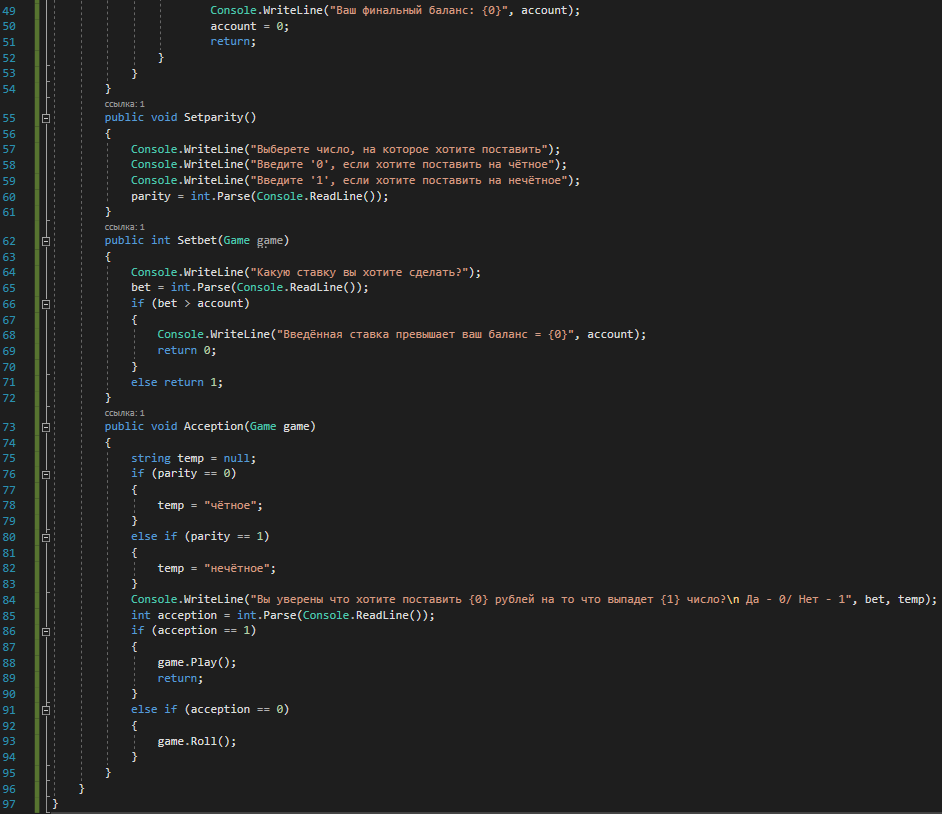 49 Console.WriteLine("Ваш финальный баланс: {0}", account);
50 account = 0;
51 return;
52 }
53 }
54 }
ссылка: 1
55 public void Setparity()
56 {
57 Console.WriteLine("Выберете число, на которое хотите поставить");
58 Console.WriteLine("Введите '0', если хотите поставить на чётное");
59 Console.WriteLine("Введите '1', если хотите поставить на нечётное");
60 parity = int.Parse(Console.ReadLine());
61 }
ссылка: 1
62 public int Setbet(Game game)
63 {
64 Console.WriteLine("Какую ставку вы хотите сделать?");
65 bet = int.Parse(Console.ReadLine());
66 if (bet > account)
67 {
68 Console.WriteLine("Введённая ставка превышает ваш баланс = {0}", account);
69 return 0;
70 }
71 else return 1;
72 }
ссылка: 1
73 public void Acception(Game game)
74 {
75 string temp = null;
76 if (parity == 0)
77 {
78 temp = "чётное";
79 }
80 else if (parity == 1)
81 {
82 temp = "нечётное";
83 }
84 Console.WriteLine("Вы уверены что хотите поставить {0} рублей на то что выпадет {1} число?\n Да - 0/ Нет - 1", bet, temp);
85 int acception = int.Parse(Console.ReadLine());
86 if (acception == 1)
87 {
88 game.Play();
89 return;
90 }
91 else if (acception == 0)
92 {
93 game.Roll();
94 }
95 }
96 }
97 }